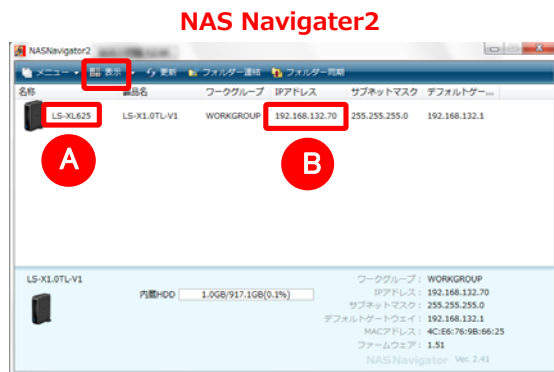 NAS Navigater2
NASNavigator2
メニュー 表示 更新 フォルダー連結 フォルダー同期
名称 製品名 ワークグループ IPアドレス サブネットマスク デフォルトゲー...
LS-XL625 LS-X1.0TL-V1 WORKGROUP 192.168.132.70 255.255.255.0 192.168.132.1
A B
LS-X1.0TL-V1
内蔵HDD 1.0GB/917.1GB(0.1%)
ワークグループ： WORKGROUP
IPアドレス： 192.168.132.70
サブネットマスク： 255.255.255.0
デフォルトゲートウェイ： 192.168.132.1
MACアドレス： 4C:E6:76:9B:66:25
ファームウェア： 1.51
NAS Navigator Ver. 2.41